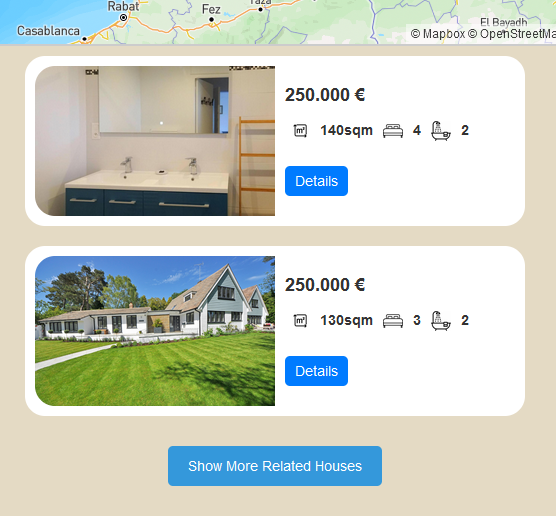 Rabat
Fez
Taza
Casablanca
El Bayadh
© Mapbox © OpenStreetMa
250.000 €
m² 140sqm 4 2
Details
250.000 €
m² 130sqm 3 2
Details
Show More Related Houses